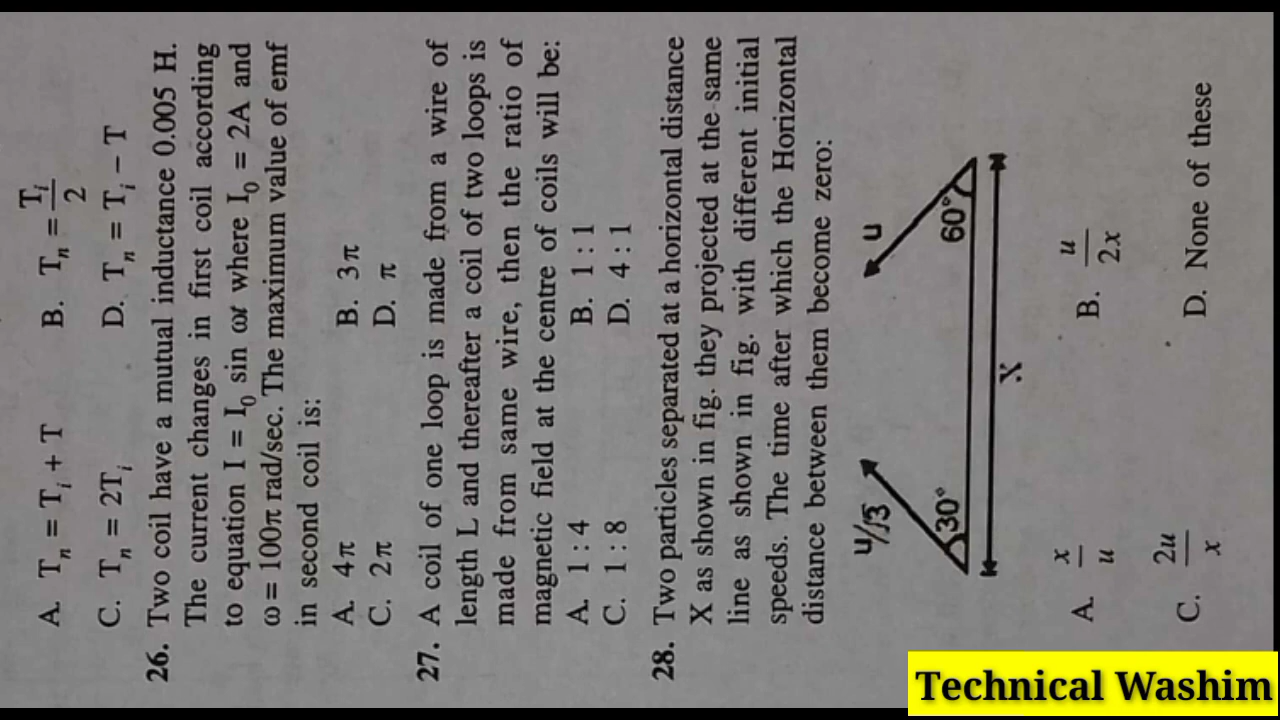 A. Tₙ = Tᵢ + T B. Tₙ = Tᵢ/2
C. Tₙ = 2Tᵢ D. Tₙ = Tᵢ − T
26. Two coil have a mutual inductance 0.005 H.
The current changes in first coil according
to equation I = I₀ sin ωt where I₀ = 2A and
ω = 100π rad/sec. The maximum value of emf
in second coil is:
A. 4π B. 3π
C. 2π D. π
27. A coil of one loop is made from a wire of
length L and thereafter a coil of two loops is
made from same wire, then the ratio of
magnetic field at the centre of coils will be:
A. 1 : 4 B. 1 : 1
C. 1 : 8 D. 4 : 1
28. Two particles separated at a horizontal distance
X as shown in fig. they projected at the same
line as shown in fig. with different initial
speeds. The time after which the Horizontal
distance between them become zero:
u/√3 u
30° 60°
X
A. x/u B. u/2x
C. 2u/x D. None of these
Technical Washim